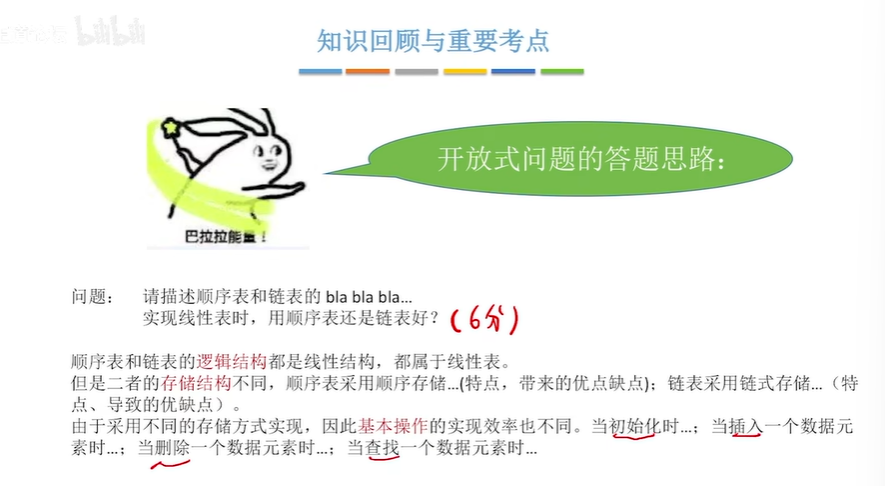 知识回顾与重要考点
开放式问题的答题思路：
巴拉拉能量！
问题： 请描述顺序表和链表的 bla bla bla...
实现线性表时，用顺序表还是链表好？（6分）
顺序表和链表的逻辑结构都是线性结构，都属于线性表。
但是二者的存储结构不同，顺序表采用顺序存储...(特点，带来的优点缺点)；链表采用链式存储...（特
点、导致的优缺点）。
由于采用不同的存储方式实现，因此基本操作的实现效率也不同。当初始化时...；当插入一个数据元
素时...；当删除一个数据元素时...；当查找一个数据元素时...